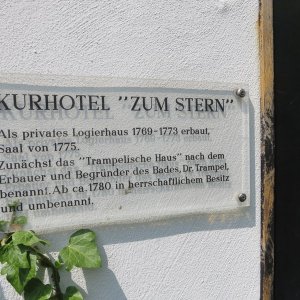 KURHOTEL "ZUM STERN"
Als privates Logierhaus 1769-1773 erbaut,
Saal von 1775.
Zunächst das "Trampelische Haus" nach dem
Erbauer und Begründer des Bades, Dr. Trampel,
benannt. Ab ca. 1780 in herrschaftlichem Besitz
und umbenannt.